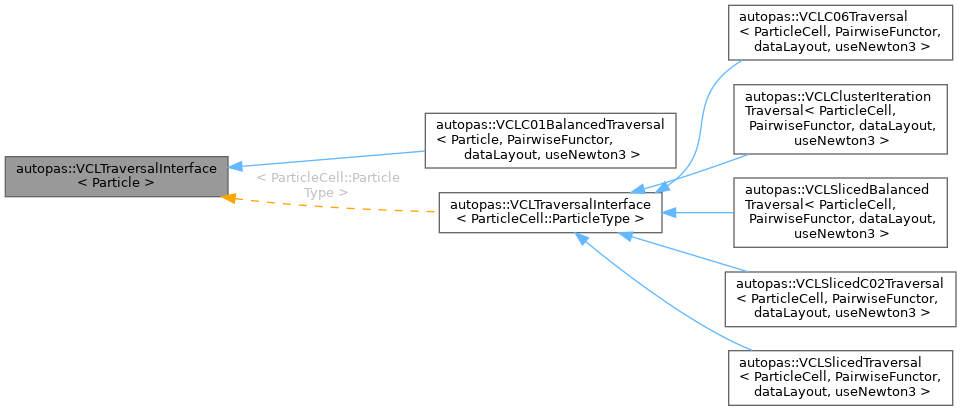 autopas::VCLTraversalInterface
< Particle >
< ParticleCell::Particle
Type >
autopas::VCLC01BalancedTraversal
< Particle, PairwiseFunctor,
dataLayout, useNewton3 >
autopas::VCLTraversalInterface
< ParticleCell::ParticleType >
autopas::VCLC06Traversal
< ParticleCell, PairwiseFunctor,
dataLayout, useNewton3 >
autopas::VCLClusterIteration
Traversal< ParticleCell,
PairwiseFunctor, dataLayout,
useNewton3 >
autopas::VCLSlicedBalanced
Traversal< ParticleCell,
PairwiseFunctor, dataLayout,
useNewton3 >
autopas::VCLSlicedC02Traversal
< ParticleCell, PairwiseFunctor,
dataLayout, useNewton3 >
autopas::VCLSlicedTraversal
< ParticleCell, PairwiseFunctor,
dataLayout, useNewton3 >